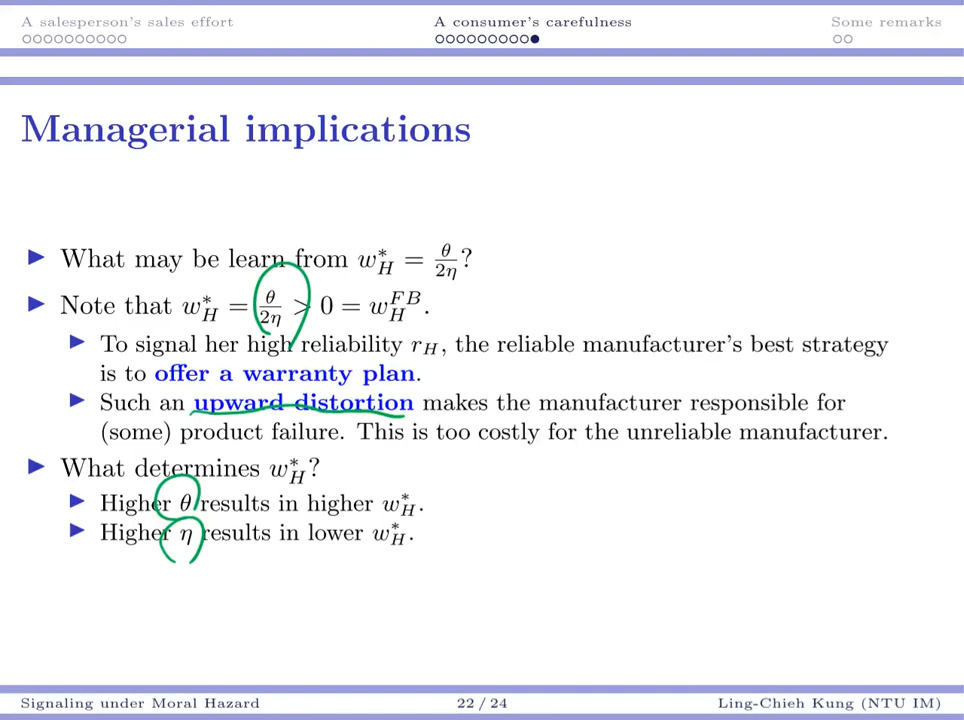 A salesperson's sales effort A consumer's carefulness Some remarks
Managerial implications
What may be learn from w*_H = θ/2η?
Note that w*_H = θ/2η > 0 = w^FB_H.
To signal her high reliability r_H, the reliable manufacturer's best strategy
is to offer a warranty plan.
Such an upward distortion makes the manufacturer responsible for
(some) product failure. This is too costly for the unreliable manufacturer.
What determines w*_H?
Higher θ results in higher w*_H.
Higher η results in lower w*_H.
Signaling under Moral Hazard 22 / 24 Ling-Chieh Kung (NTU IM)